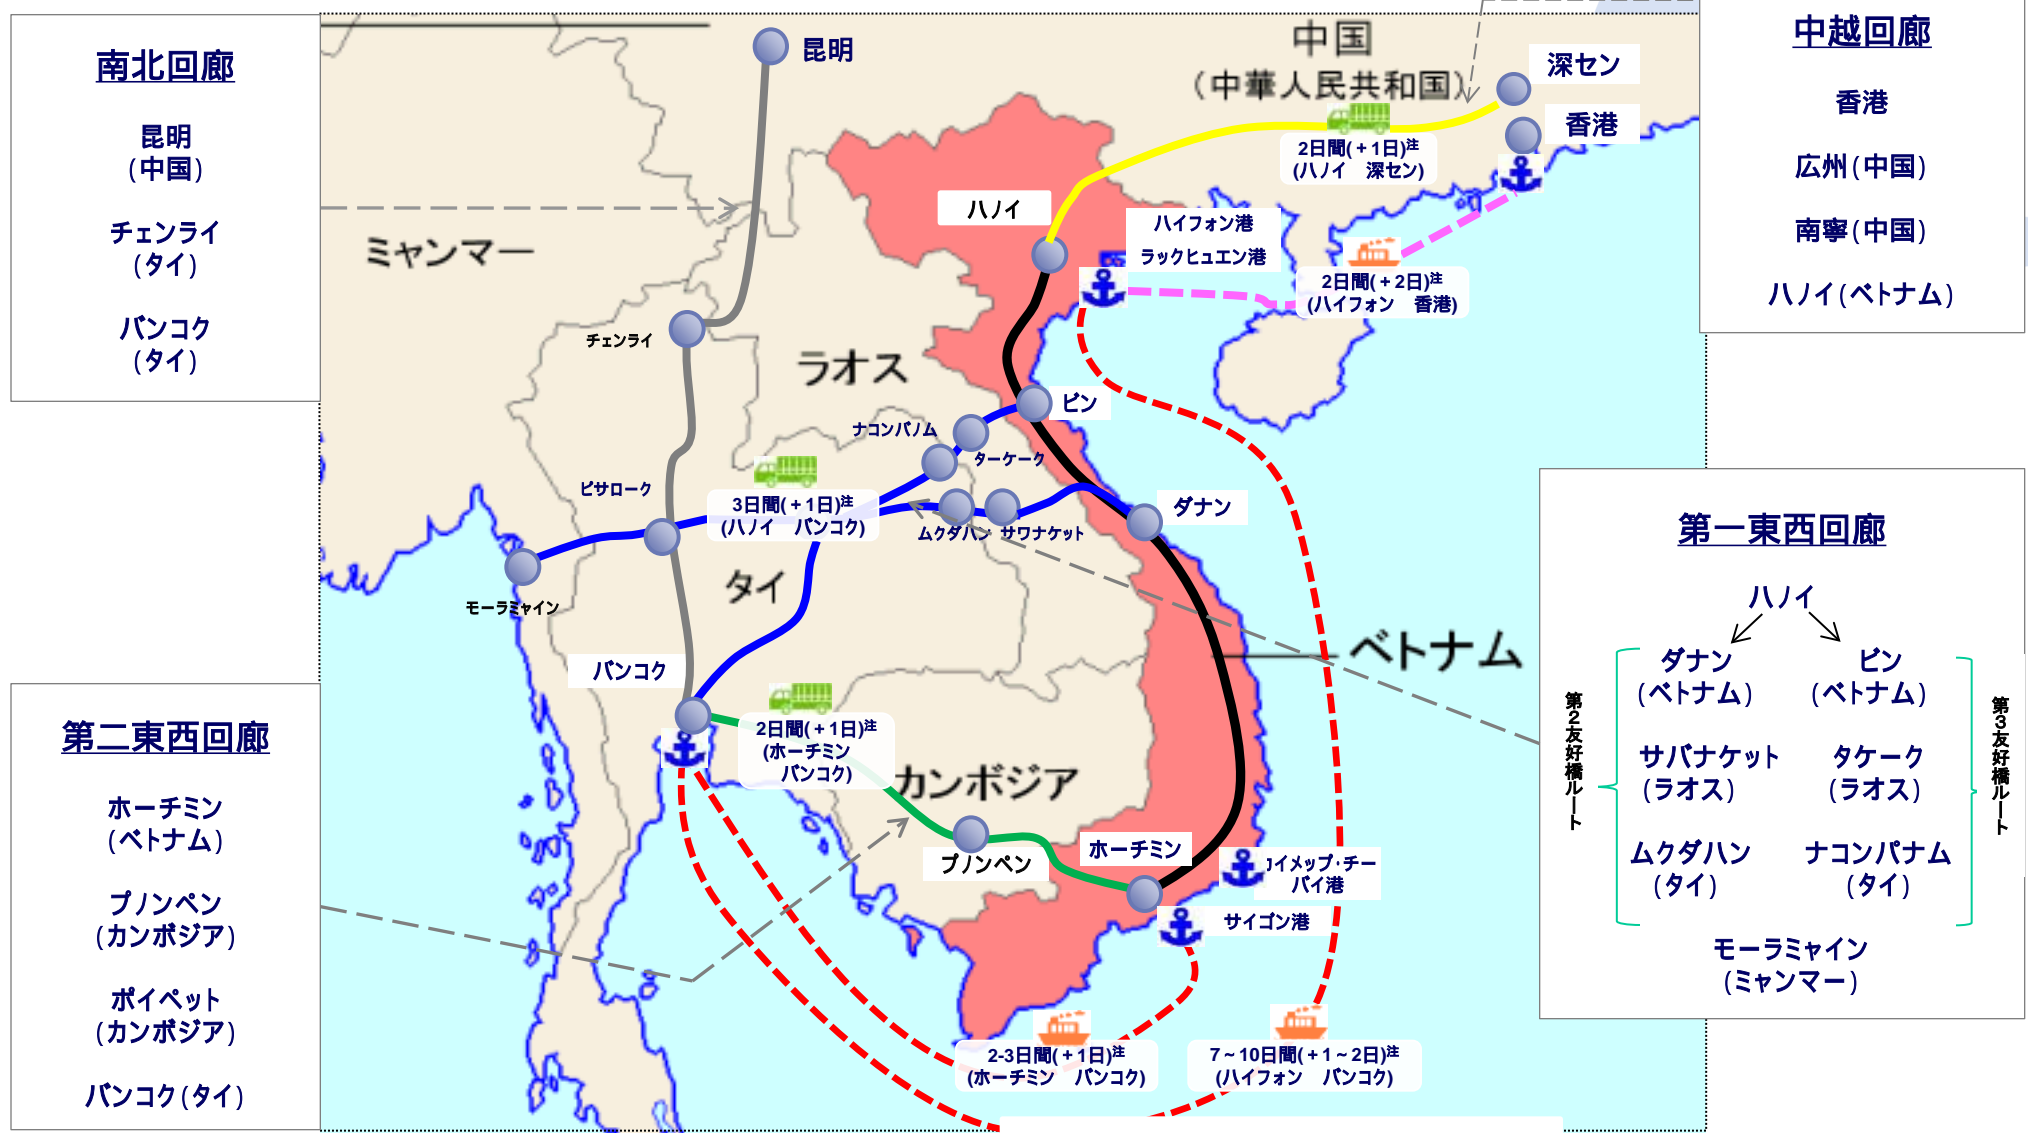 南北回廊
昆明
(中国)
チェンライ
(タイ)
バンコク
(タイ)
第二東西回廊
ホーチミン
(ベトナム)
プノンペン
(カンボジア)
ポイペット
(カンボジア)
バンコク(タイ)
昆明
中国
(中華人民共和国)
深セン
香港
2日間(+1日)注
(ハノイ　深セン)
ハノイ
ハイフォン港
ラックヒュエン港
2日間(+2日)注
(ハイフォン　香港)
ミャンマー
チェンライ
ラオス
ビン
ナコンパノム
ターケーク
ピサローク
3日間(+1日)注
(ハノイ　バンコク)
ムクダハン
サワナケット
ダナン
モーラミャイン
タイ
バンコク
ベトナム
2日間(+1日)注
(ホーチミン
バンコク)
カンボジア
プノンペン
ホーチミン
カイメップ・チー
バイ港
サイゴン港
2-3日間(+1日)注
(ホーチミン　バンコク)
7~10日間(+1~2日)注
(ハイフォン　バンコク)
中越回廊
香港
広州(中国)
南寧(中国)
ハノイ(ベトナム)
第一東西回廊
ハノイ
ダナン
(ベトナム)
ビン
(ベトナム)
サバナケット
(ラオス)
タケーク
(ラオス)
ムクダハン
(タイ)
ナコンパナム
(タイ)
第2友好橋ルート
第3友好橋ルート
モーラミャイン
(ミャンマー)